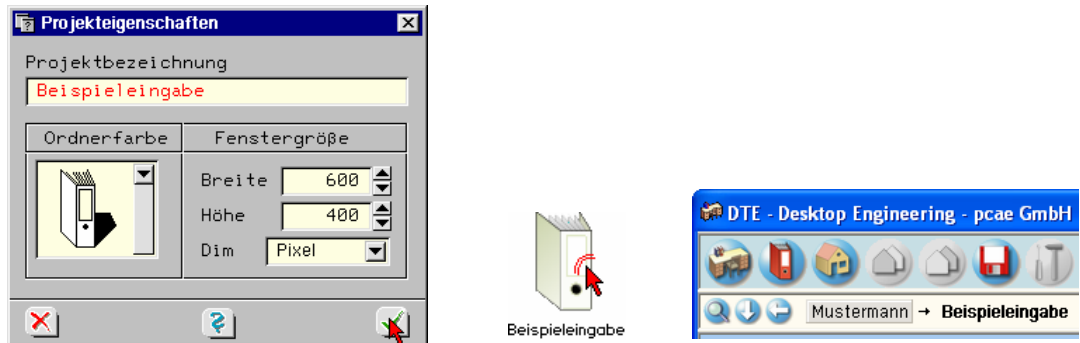 Projekteigenschaften
Projektbezeichnung
Beispieleingabe
Ordnerfarbe
Fenstergröße
Breite 600
Höhe 400
Dim Pixel
Beispieleingabe
DTE - Desktop Engineering - pcae GmbH
Mustermann → Beispieleingabe